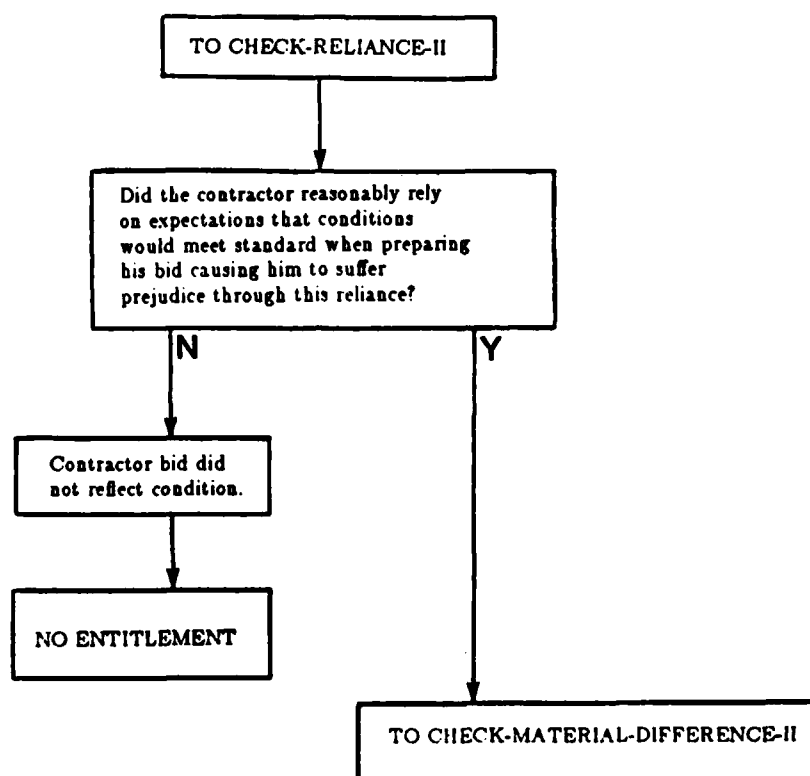 TO CHECK-RELIANCE-II
Did the contractor reasonably rely
on expectations that conditions
would meet standard when preparing
his bid causing him to suffer
prejudice through this reliance?
N
Y
Contractor bid did
not reflect condition.
NO ENTITLEMENT
TO CHECK-MATERIAL-DIFFERENCE-II